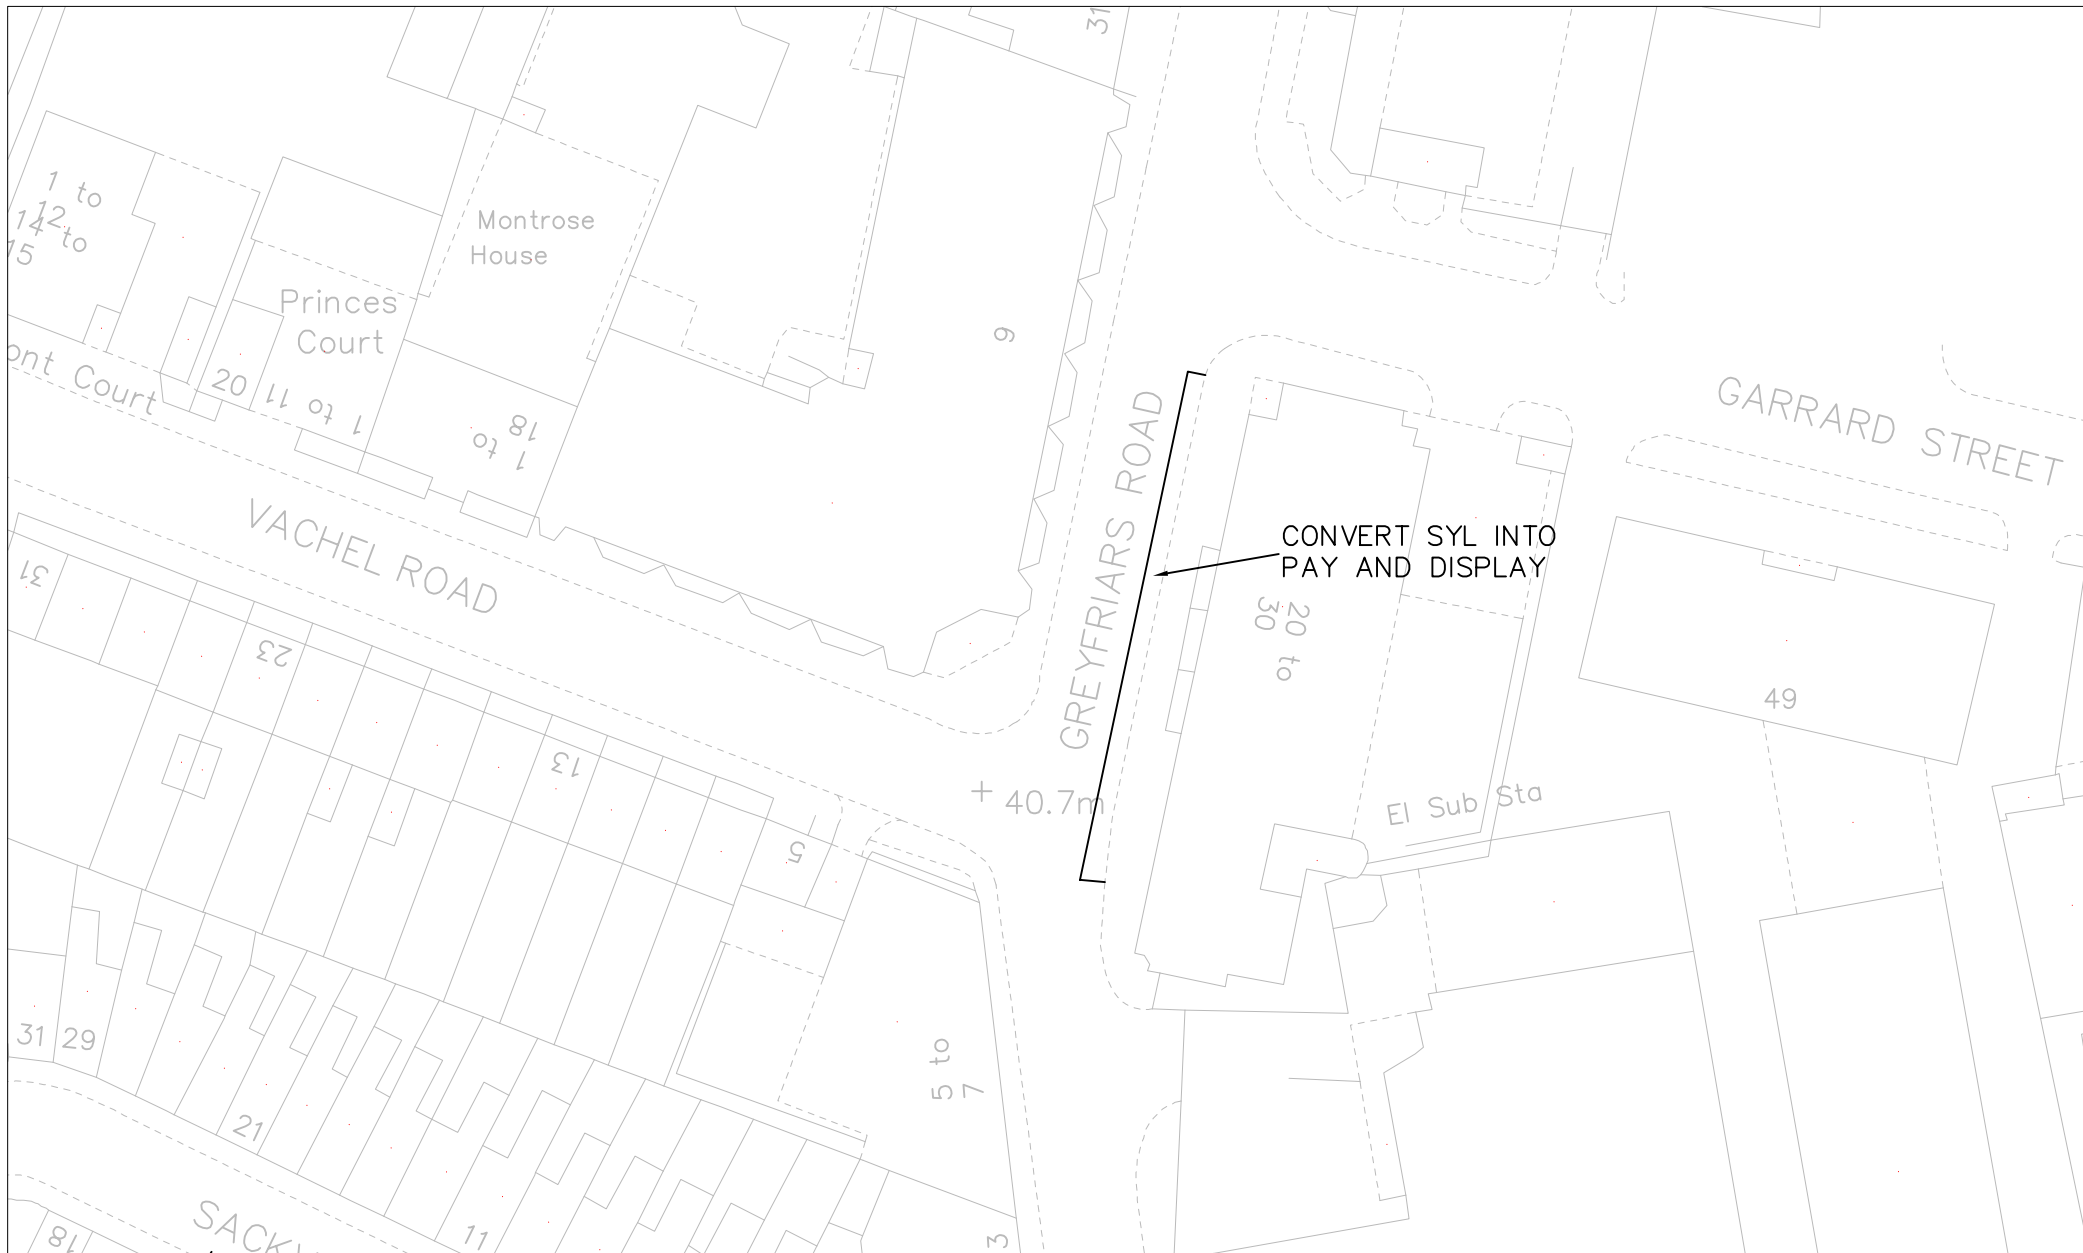 31
1 to
12
14 to
15
Montrose
House
Princes
Court
9
ont Court
20
11 to 1
18
1 to
GARRARD STREET
GREYFRIARS ROAD
VACHEL ROAD
CONVERT SYL INTO
PAY AND DISPLAY
31
20 to
30
23
49
13
+ 40.7m
El Sub Sta
5
31
29
5 to
7
21
11
3
18
SACKV